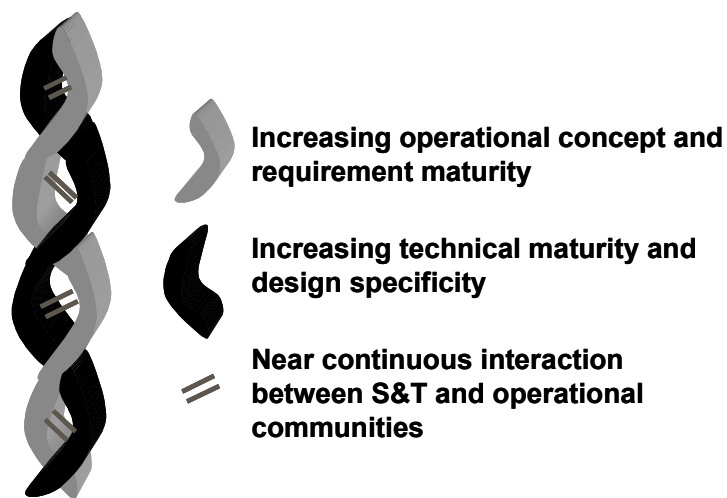 Increasing operational concept and
requirement maturity
Increasing technical maturity and
design specificity
Near continuous interaction
between S&T and operational
communities